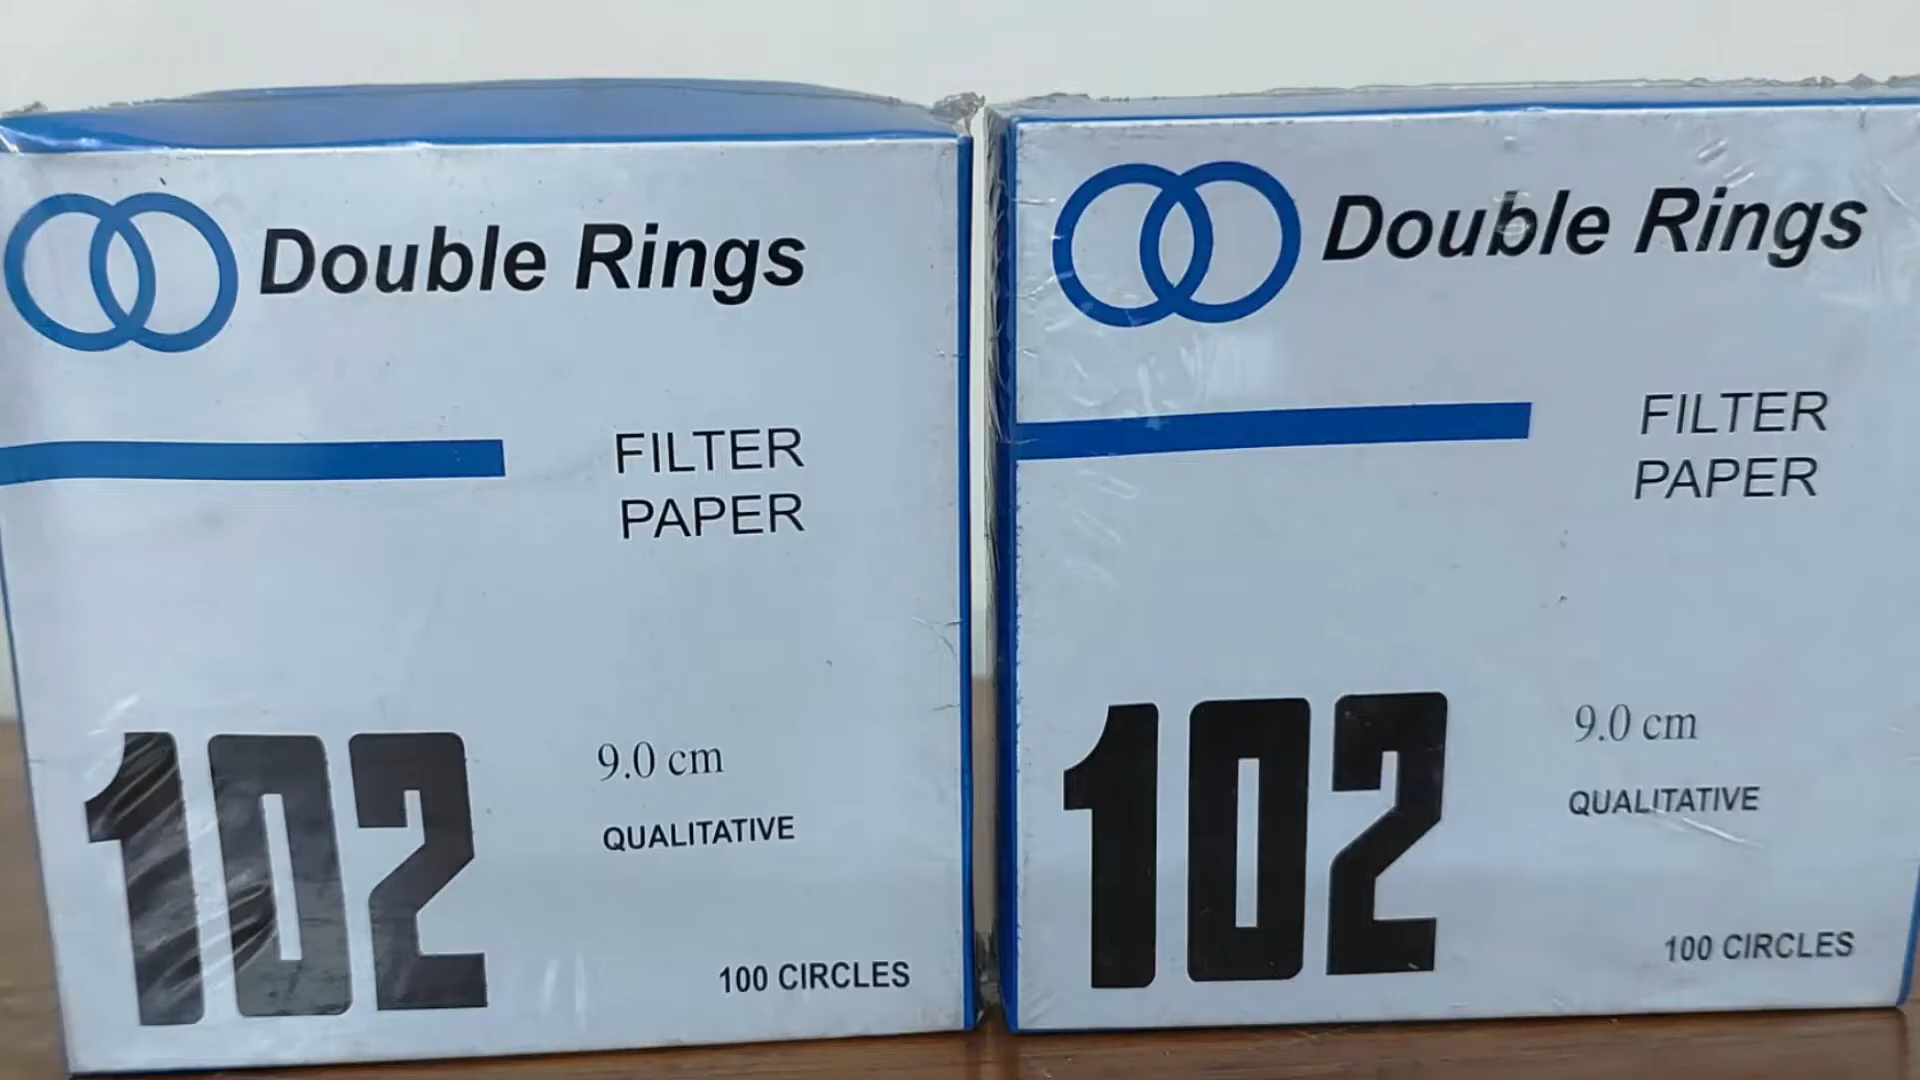 Double Rings
FILTER
PAPER
102
9.0 cm
QUALITATIVE
100 CIRCLES
Double Rings
FILTER
PAPER
102
9.0 cm
QUALITATIVE
100 CIRCLES